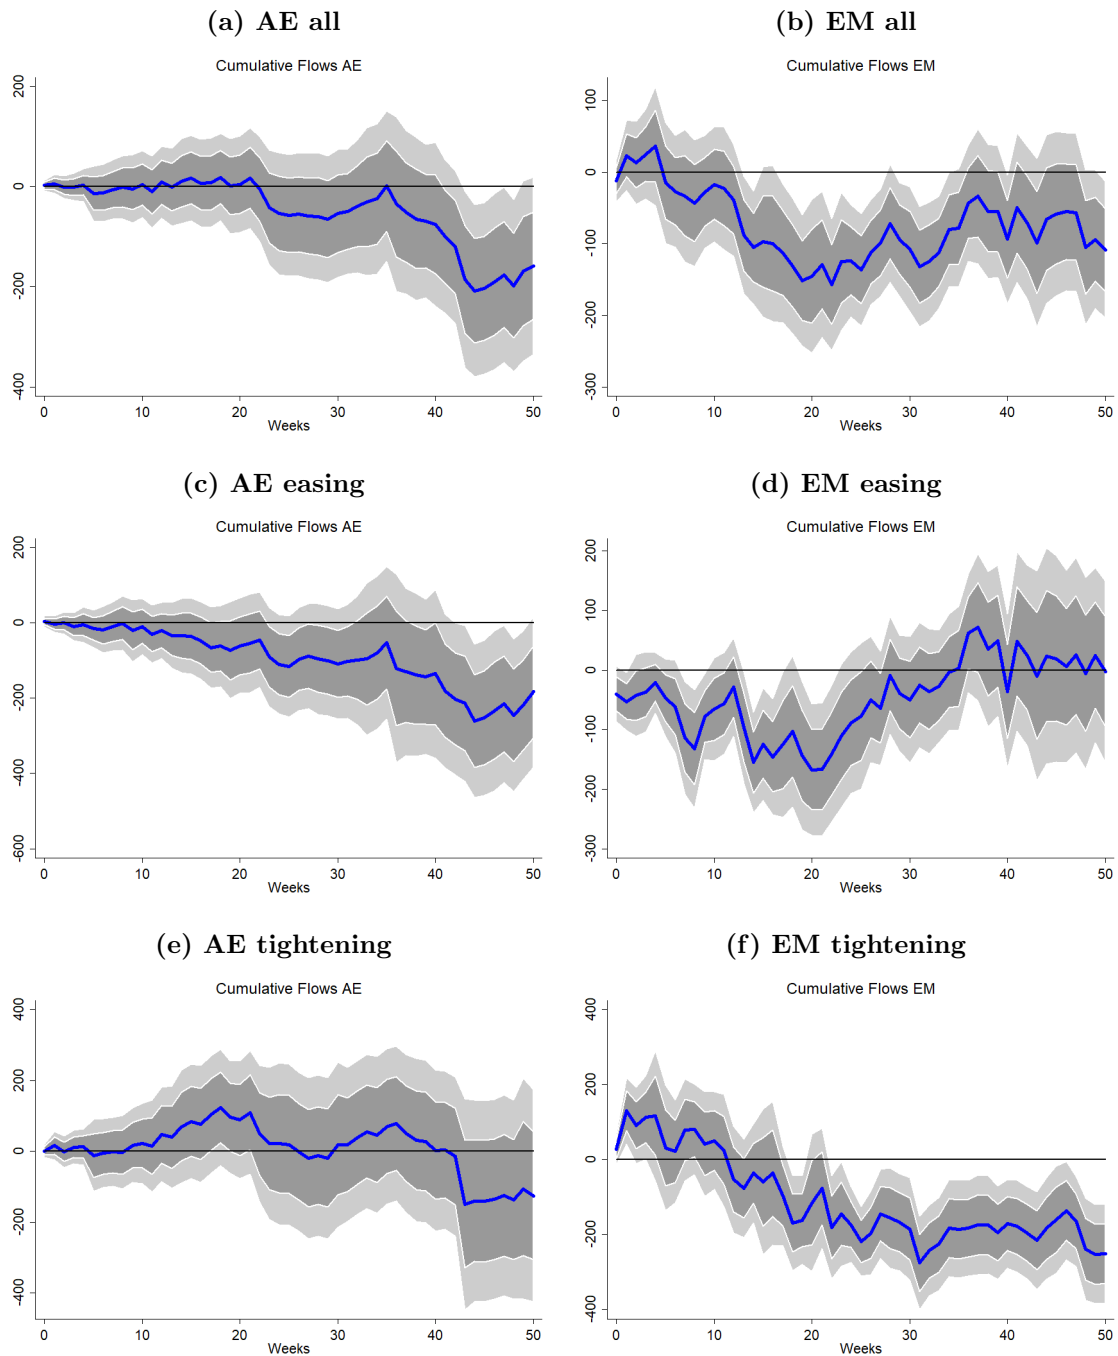 (a) AE all
Cumulative Flows AE
200
0
-200
-400
0 10 20 30 40 50
Weeks
(b) EM all
Cumulative Flows EM
100
0
-100
-200
-300
0 10 20 30 40 50
Weeks
(c) AE easing
Cumulative Flows AE
200
0
-200
-400
-600
0 10 20 30 40 50
Weeks
(d) EM easing
Cumulative Flows EM
200
100
0
-100
-200
-300
0 10 20 30 40 50
Weeks
(e) AE tightening
Cumulative Flows AE
400
200
0
-200
-400
0 10 20 30 40 50
Weeks
(f) EM tightening
Cumulative Flows EM
400
200
0
-200
-400
0 10 20 30 40 50
Weeks